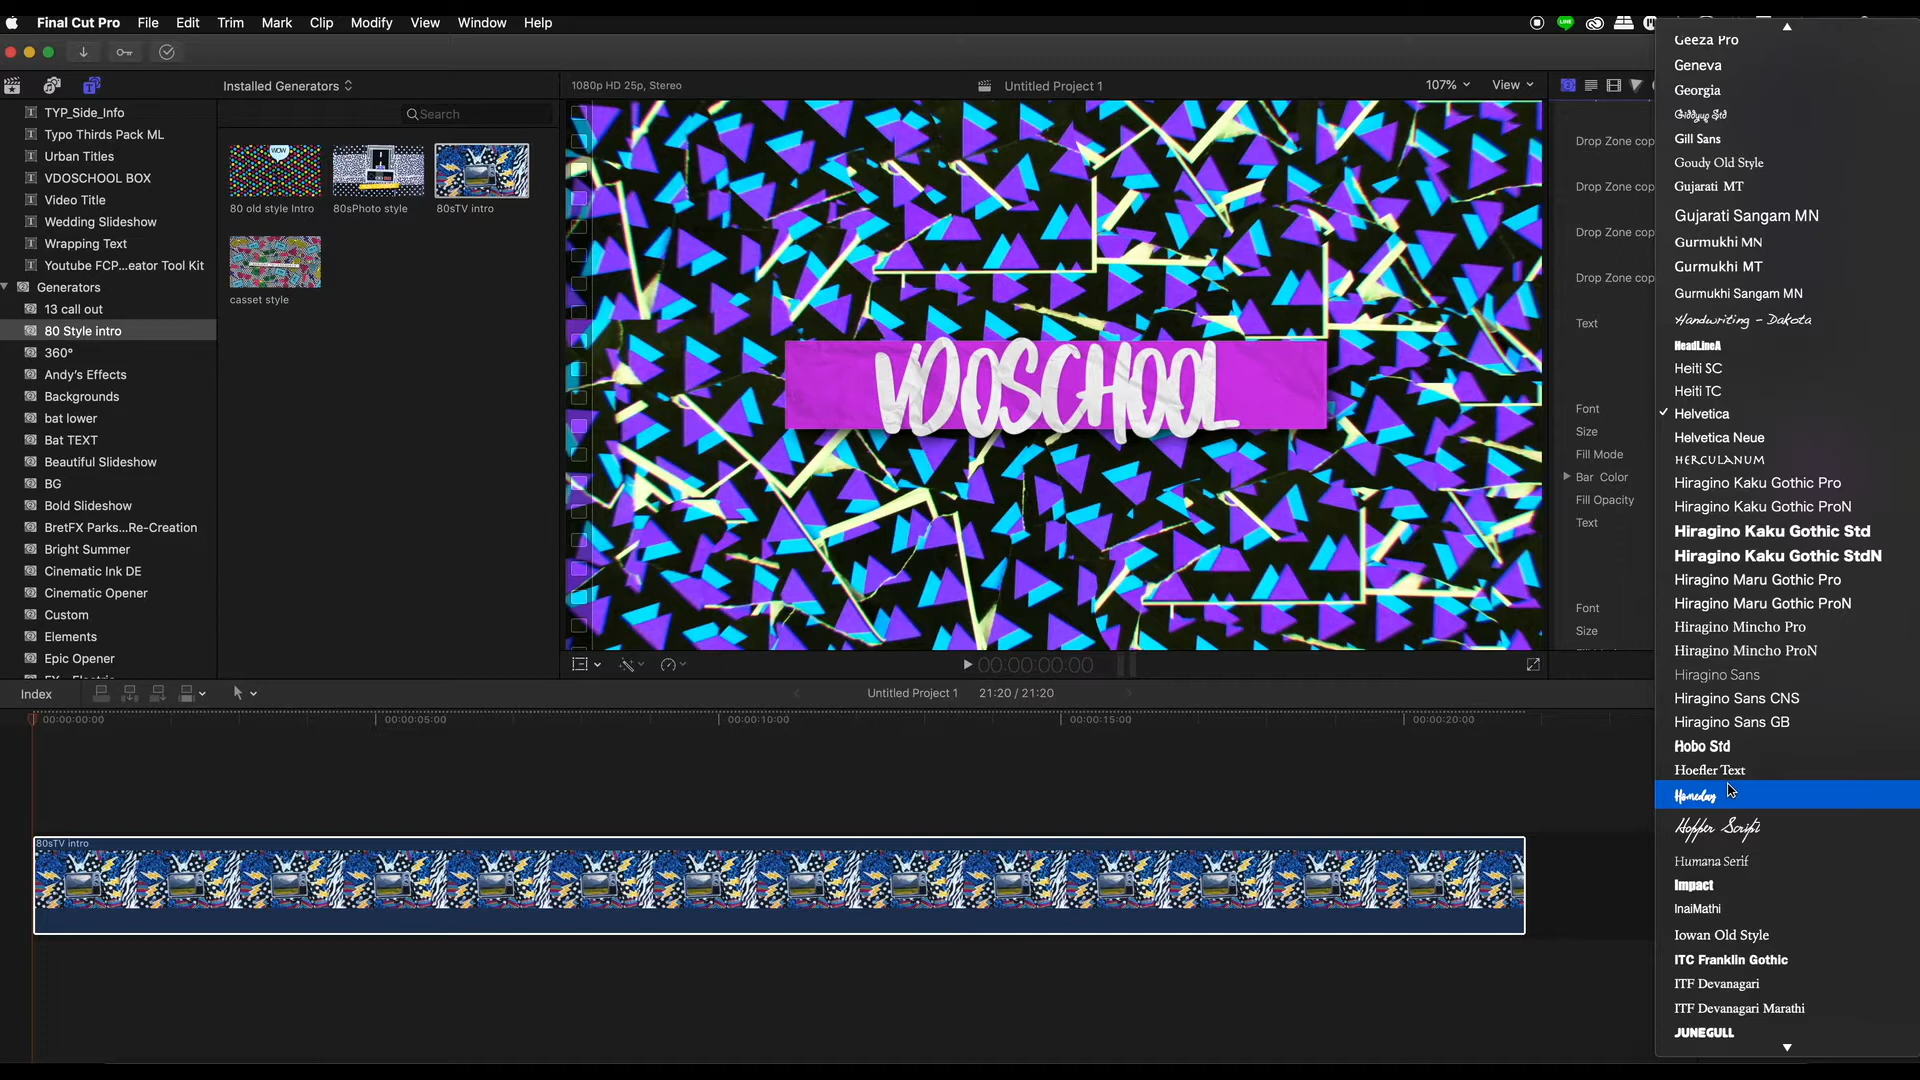 Final Cut Pro File Edit Trim Mark Clip Modify View Window Help
Installed Generators
1080p HD 25p, Stereo
Untitled Project 1
107%
View
TYP_Side_Info
Typo Thirds Pack ML
Urban Titles
VDOSCHOOL BOX
Video Title
Wedding Slideshow
Wrapping Text
Youtube FCP...eator Tool Kit
Generators
13 call out
80 Style intro
360°
Andy's Effects
Backgrounds
bat lower
Bat TEXT
Beautiful Slideshow
BG
Bold Slideshow
BretFX Parks...Re-Creation
Bright Summer
Cinematic Ink DE
Cinematic Opener
Custom
Elements
Epic Opener
Search
WOW
80 old style Intro
80sPhoto style
80sTV intro
casset style
VDOSCHOOL
Drop Zone cop
Drop Zone cop
Drop Zone cop
Drop Zone cop
Text
Font
Size
Fill Mode
Bar Color
Fill Opacity
Text
Font
Size
Geeza Pro
Geneva
Georgia
Giddyup Std
Gill Sans
Goudy Old Style
Gujarati MT
Gujarati Sangam MN
Gurmukhi MN
Gurmukhi MT
Gurmukhi Sangam MN
Handwriting - Dakota
HeadLineA
Heiti SC
Heiti TC
Helvetica
Helvetica Neue
HERCULANUM
Hiragino Kaku Gothic Pro
Hiragino Kaku Gothic ProN
Hiragino Kaku Gothic Std
Hiragino Kaku Gothic StdN
Hiragino Maru Gothic Pro
Hiragino Maru Gothic ProN
Hiragino Mincho Pro
Hiragino Mincho ProN
Hiragino Sans
Hiragino Sans CNS
Hiragino Sans GB
Hobo Std
Hoefler Text
Homeday
Hopper Script
Humana Serif
Impact
InaiMathi
Iowan Old Style
ITC Franklin Gothic
ITF Devanagari
ITF Devanagari Marathi
JUNEGULL
00:00:00:00
Index
Untitled Project 1
21:20 / 21:20
00:00:00:00
00:00:05:00
00:00:10:00
00:00:15:00
00:00:20:00
80sTV intro